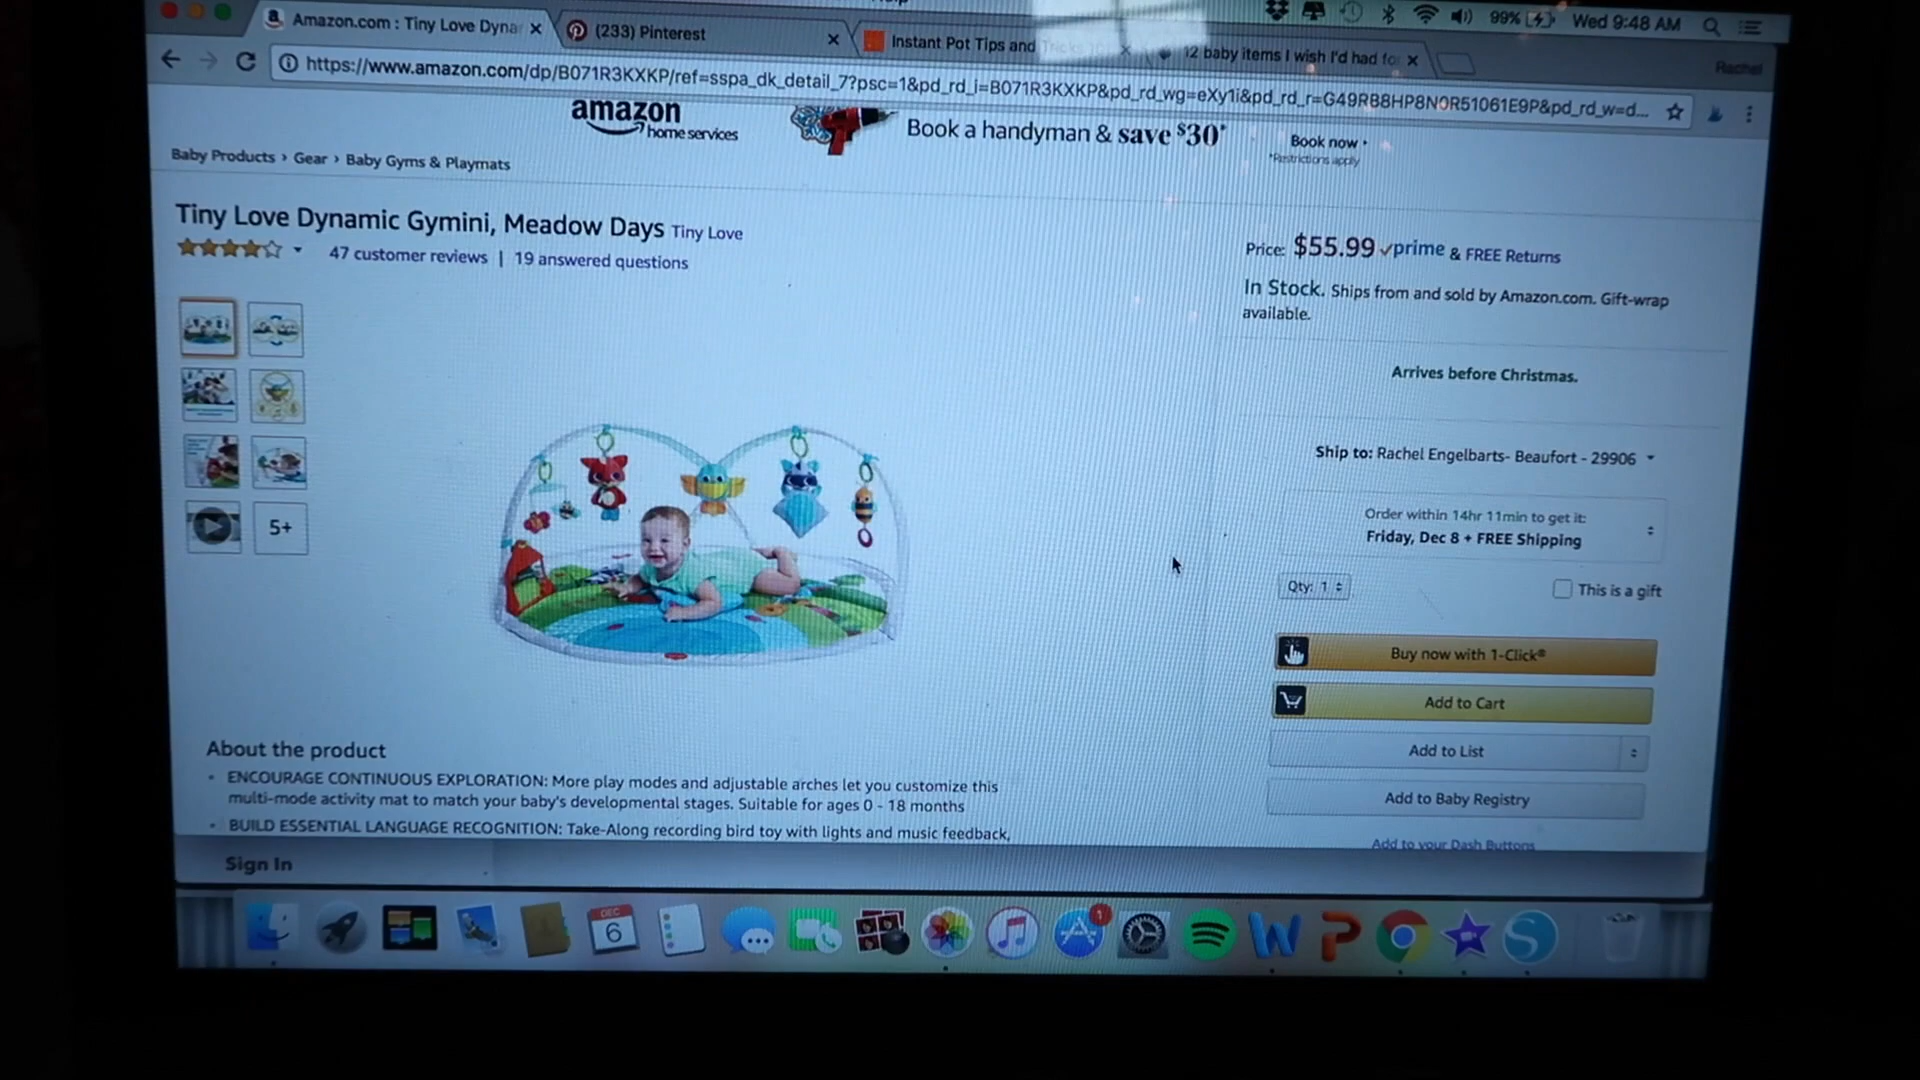 Amazon.com : Tiny Love Dyna
(233) Pinterest
Instant Pot Tips and
12 baby items I wish I'd had fo
99%
Wed 9:48 AM
Rachel
https://www.amazon.com/dp/B071R3KXKP/ref=sspa_dk_detail_7?psc=1&pd_rd_i=B071R3KXKP&pd_rd_wg=eXy1i&pd_rd_r=G49RB8HP8N0R51061E9P&pd_rd_w=d...
amazon
home services
Book a handyman & save $30*
Book now
*Restrictions apply
Baby Products › Gear › Baby Gyms & Playmats
Tiny Love Dynamic Gymini, Meadow Days Tiny Love
47 customer reviews | 19 answered questions
5+
Price: $55.99 prime & FREE Returns
In Stock. Ships from and sold by Amazon.com. Gift-wrap
available.
Arrives before Christmas.
Ship to: Rachel Engelbarts- Beaufort - 29906
Order within 14hr 11min to get it:
Friday, Dec 8 + FREE Shipping
Qty: 1
This is a gift
Buy now with 1-Click®
Add to Cart
Add to List
Add to Baby Registry
Add to your Dash Buttons
About the product
• ENCOURAGE CONTINUOUS EXPLORATION: More play modes and adjustable arches let you customize this
multi-mode activity mat to match your baby's developmental stages. Suitable for ages 0 - 18 months
• BUILD ESSENTIAL LANGUAGE RECOGNITION: Take-Along recording bird toy with lights and music feedback,
Sign In
DEC
6
1